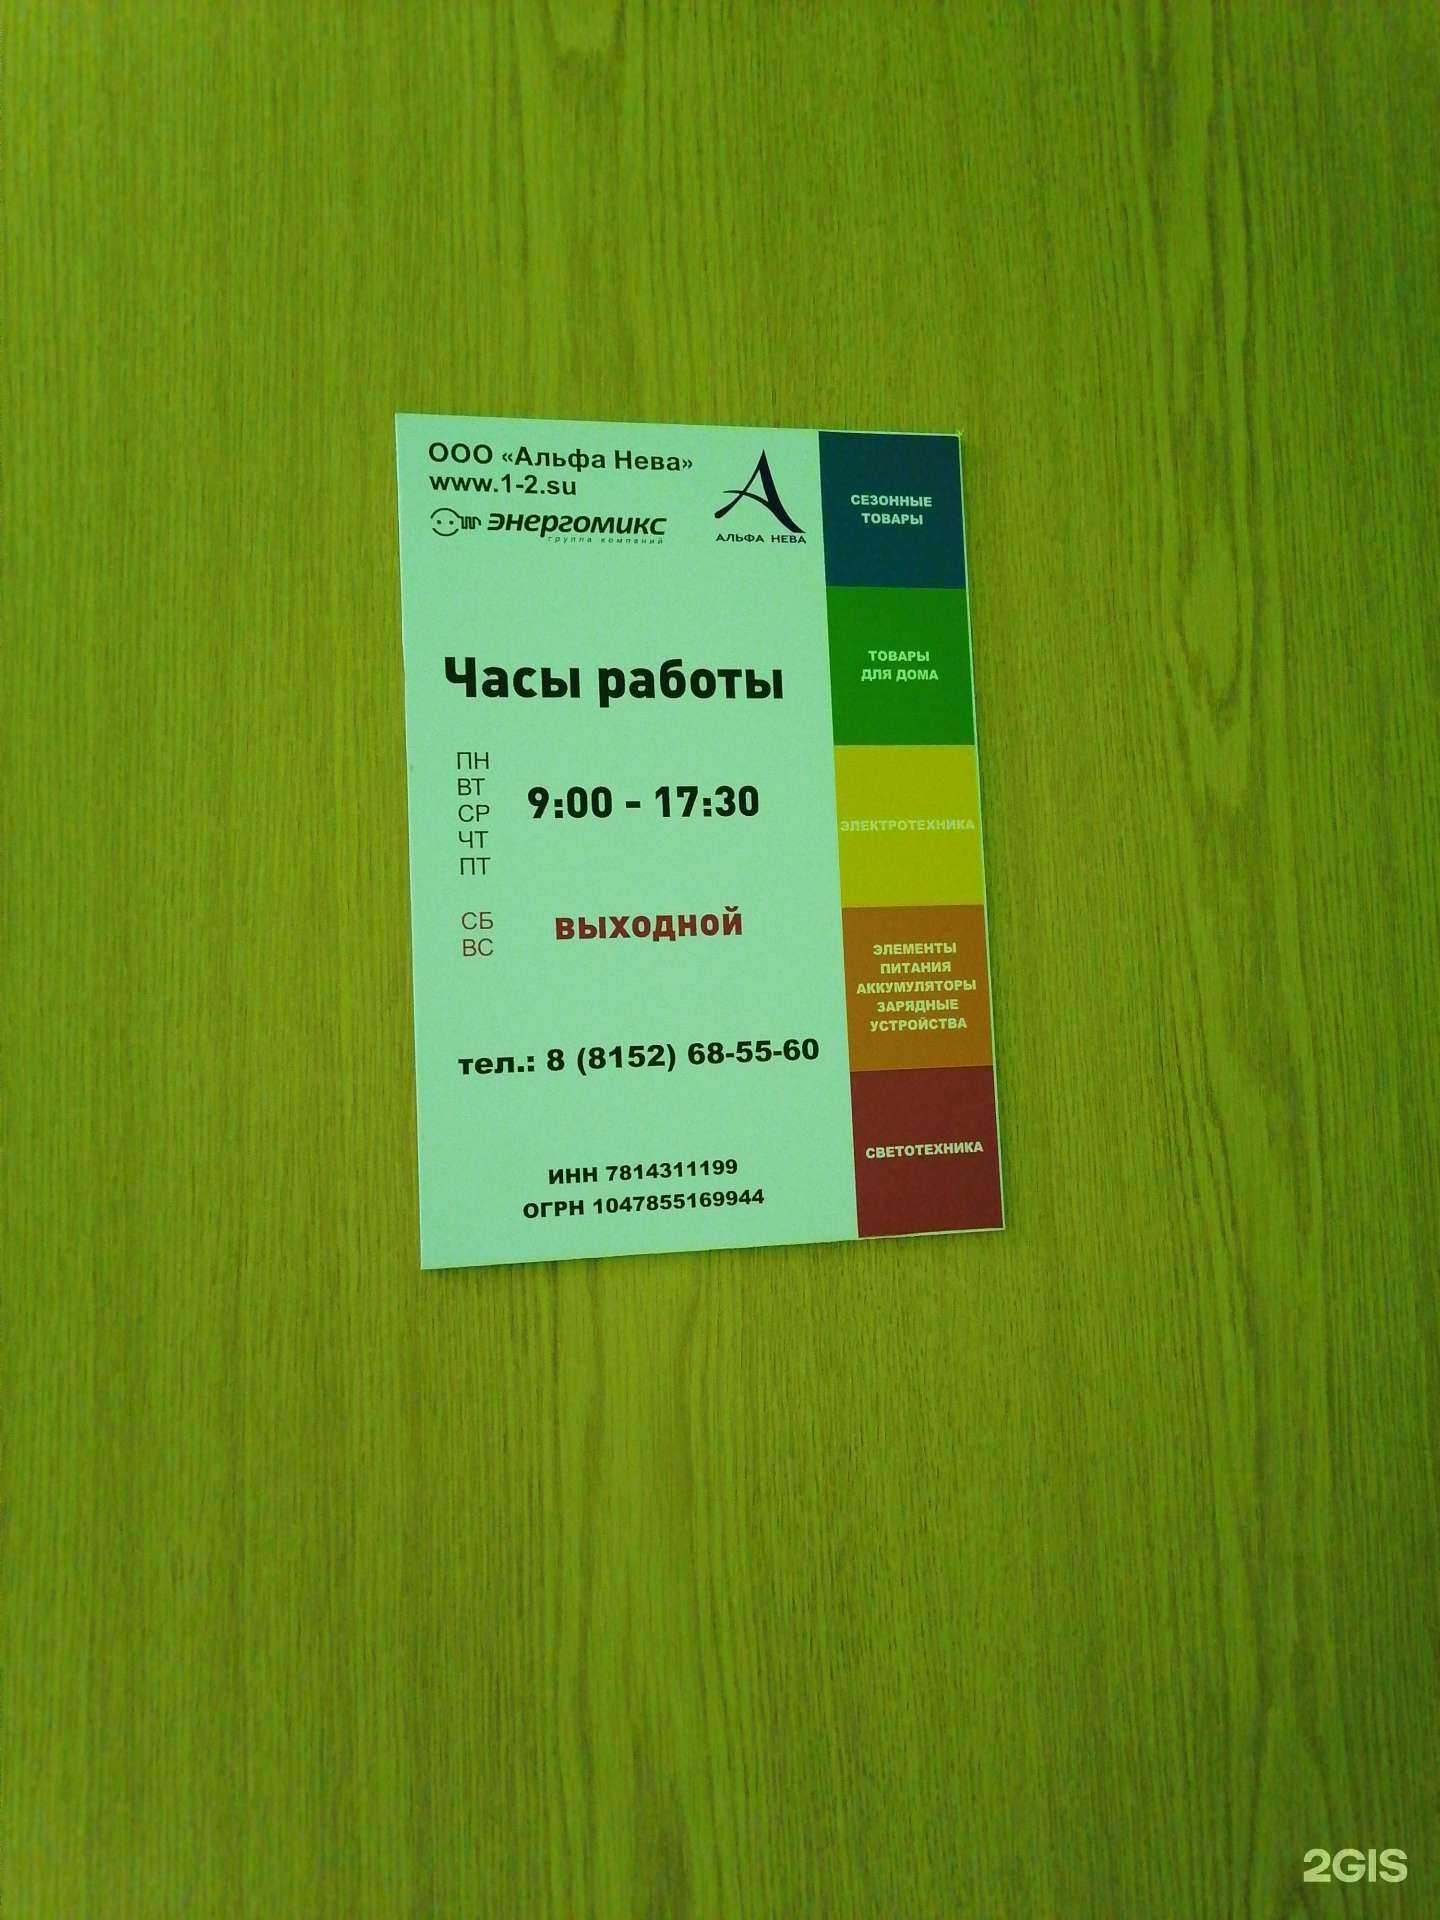 ООО «Альфа Нева»
www.1-2.su
энергомикс
группа компаний
АЛЬФА НЕВА
Часы работы
ПН
ВТ
СР
ЧТ
ПТ
9:00 - 17:30
СБ
ВС
выходной
тел.: 8 (8152) 68-55-60
ИНН 7814311199
ОГРН 1047855169944
СЕЗОННЫЕ
ТОВАРЫ
ТОВАРЫ
ДЛЯ ДОМА
ЭЛЕКТРОТЕХНИКА
ЭЛЕМЕНТЫ
ПИТАНИЯ
АККУМУЛЯТОРЫ
ЗАРЯДНЫЕ
УСТРОЙСТВА
СВЕТОТЕХНИКА
2GIS